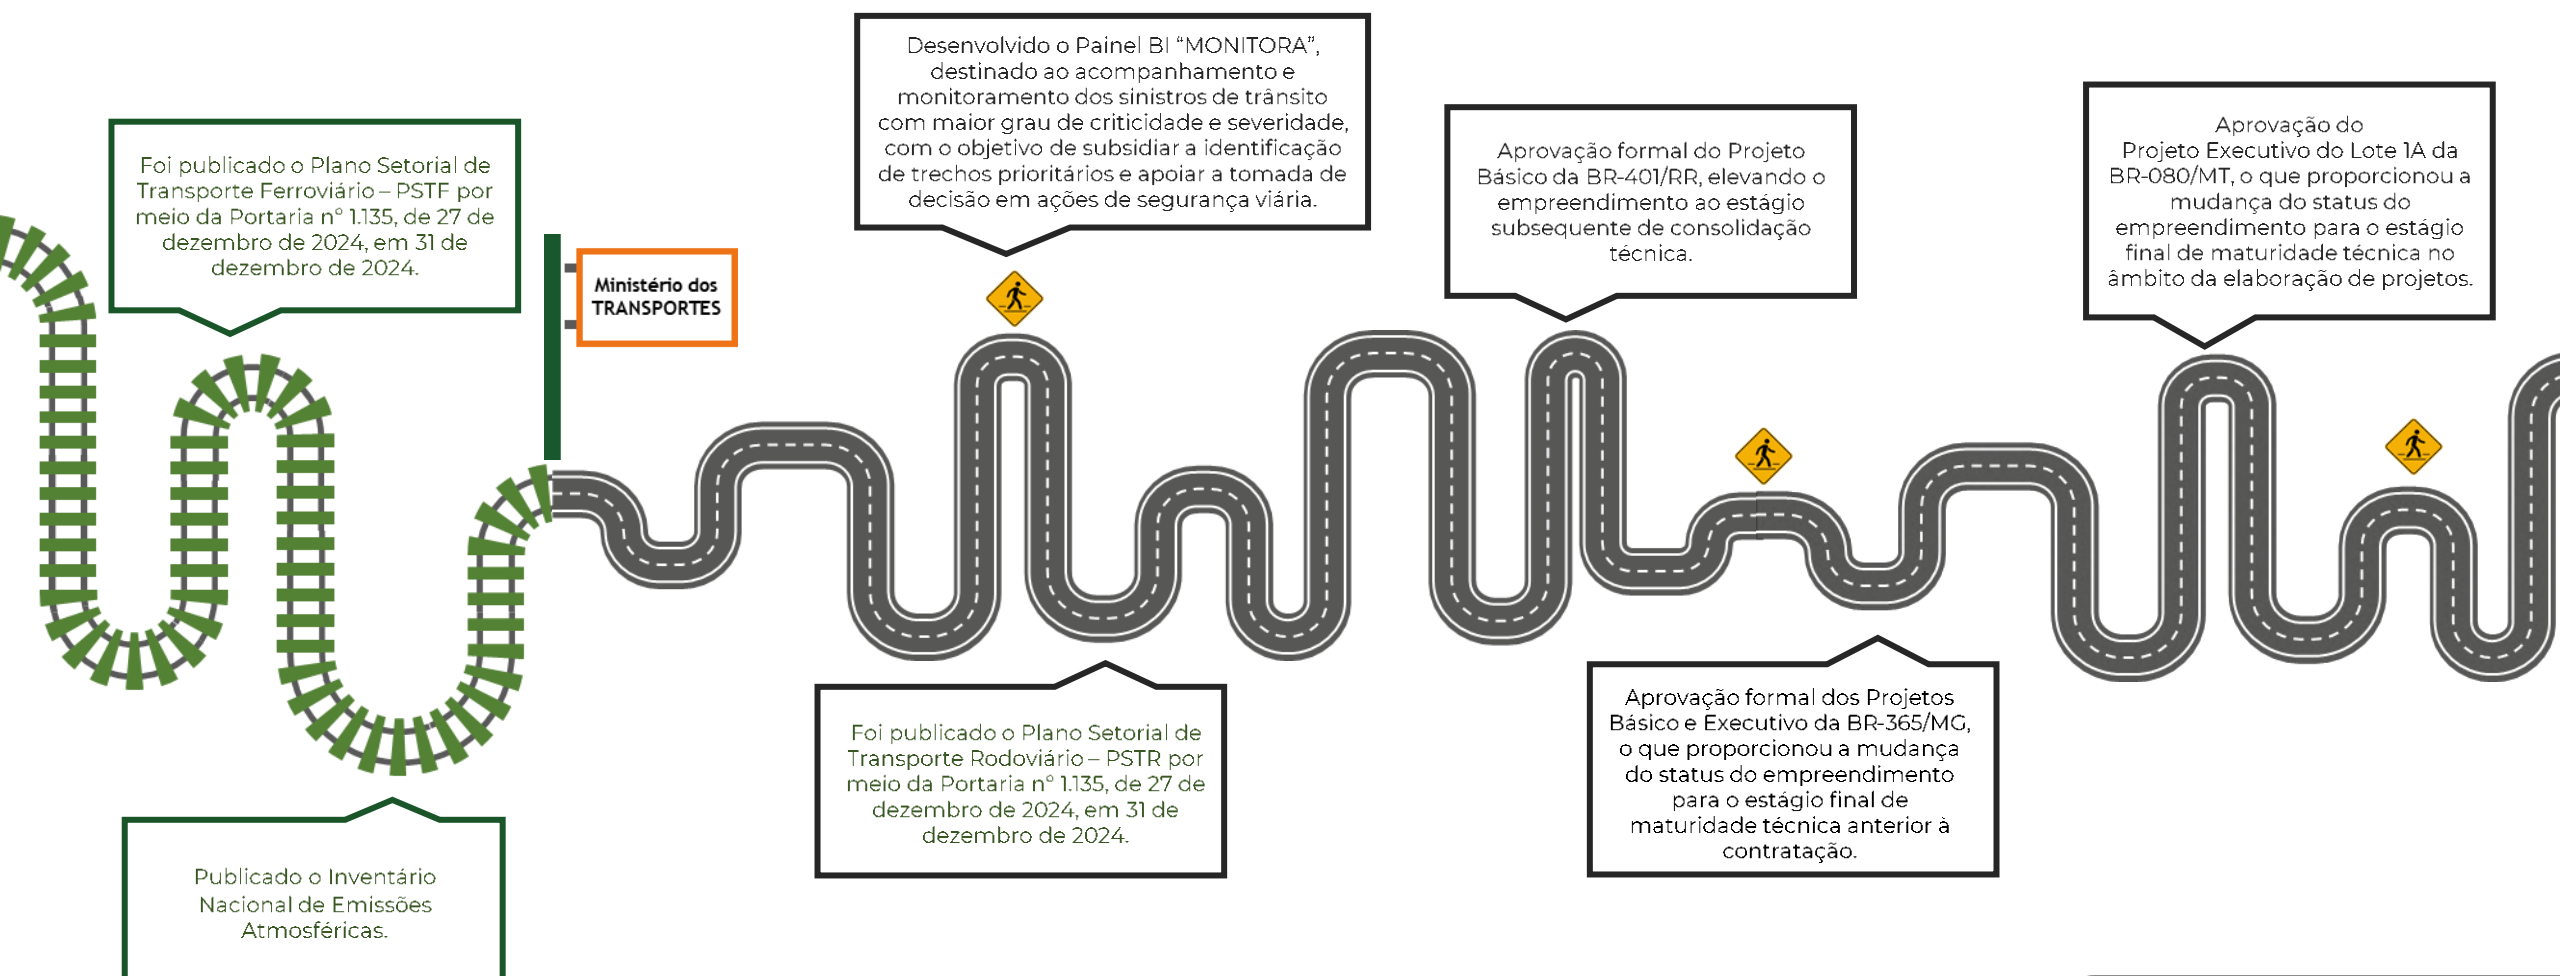 Foi publicado o Plano Setorial de
Transporte Ferroviário – PSTF por
meio da Portaria nº 1.135, de 27 de
dezembro de 2024, em 31 de
dezembro de 2024.
Publicado o Inventário
Nacional de Emissões
Atmosféricas.
Ministério dos
TRANSPORTES
Desenvolvido o Painel BI “MONITORA”,
destinado ao acompanhamento e
monitoramento dos sinistros de trânsito
com maior grau de criticidade e severidade,
com o objetivo de subsidiar a identificação
de trechos prioritários e apoiar a tomada de
decisão em ações de segurança viária.
Foi publicado o Plano Setorial de
Transporte Rodoviário – PSTR por
meio da Portaria nº 1.135, de 27 de
dezembro de 2024, em 31 de
dezembro de 2024.
Aprovação formal do Projeto
Básico da BR-401/RR, elevando o
empreendimento ao estágio
subsequente de consolidação
técnica.
Aprovação formal dos Projetos
Básico e Executivo da BR-365/MG,
o que proporcionou a mudança
do status do empreendimento
para o estágio final de
maturidade técnica anterior à
contratação.
Aprovação do
Projeto Executivo do Lote 1A da
BR-080/MT, o que proporcionou a
mudança do status do
empreendimento para o estágio
final de maturidade técnica no
âmbito da elaboração de projetos.